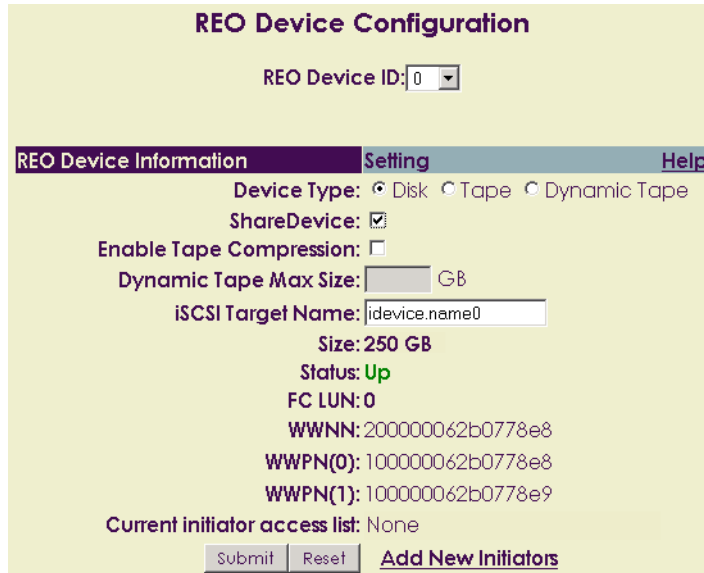 REO Device Configuration
REO Device ID: 0
REO Device Information Setting Help
Device Type: Disk Tape Dynamic Tape
ShareDevice:
Enable Tape Compression:
Dynamic Tape Max Size: GB
iSCSI Target Name: idevice.name0
Size: 250 GB
Status: Up
FC LUN: 0
WWNN: 200000062b0778e8
WWPN(0): 100000062b0778e8
WWPN(1): 100000062b0778e9
Current initiator access list: None
Submit Reset Add New Initiators